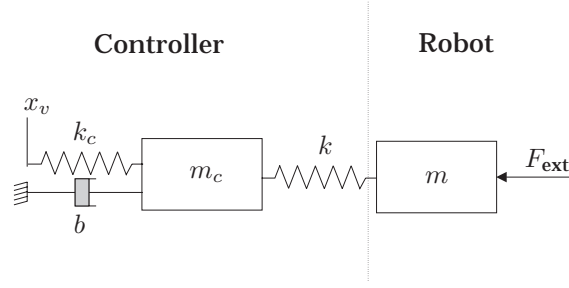 Controller Robot
x_v
k_c
k
m_c
m
F_ext
b